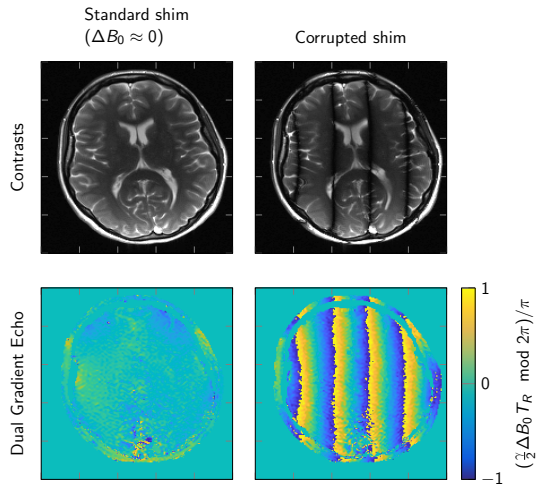 Standard shim
(ΔB₀ ≈ 0)
Corrupted shim
Contrasts
Dual Gradient Echo
1
0
−1
(γ/2 ΔB₀ T_R mod 2π)/π